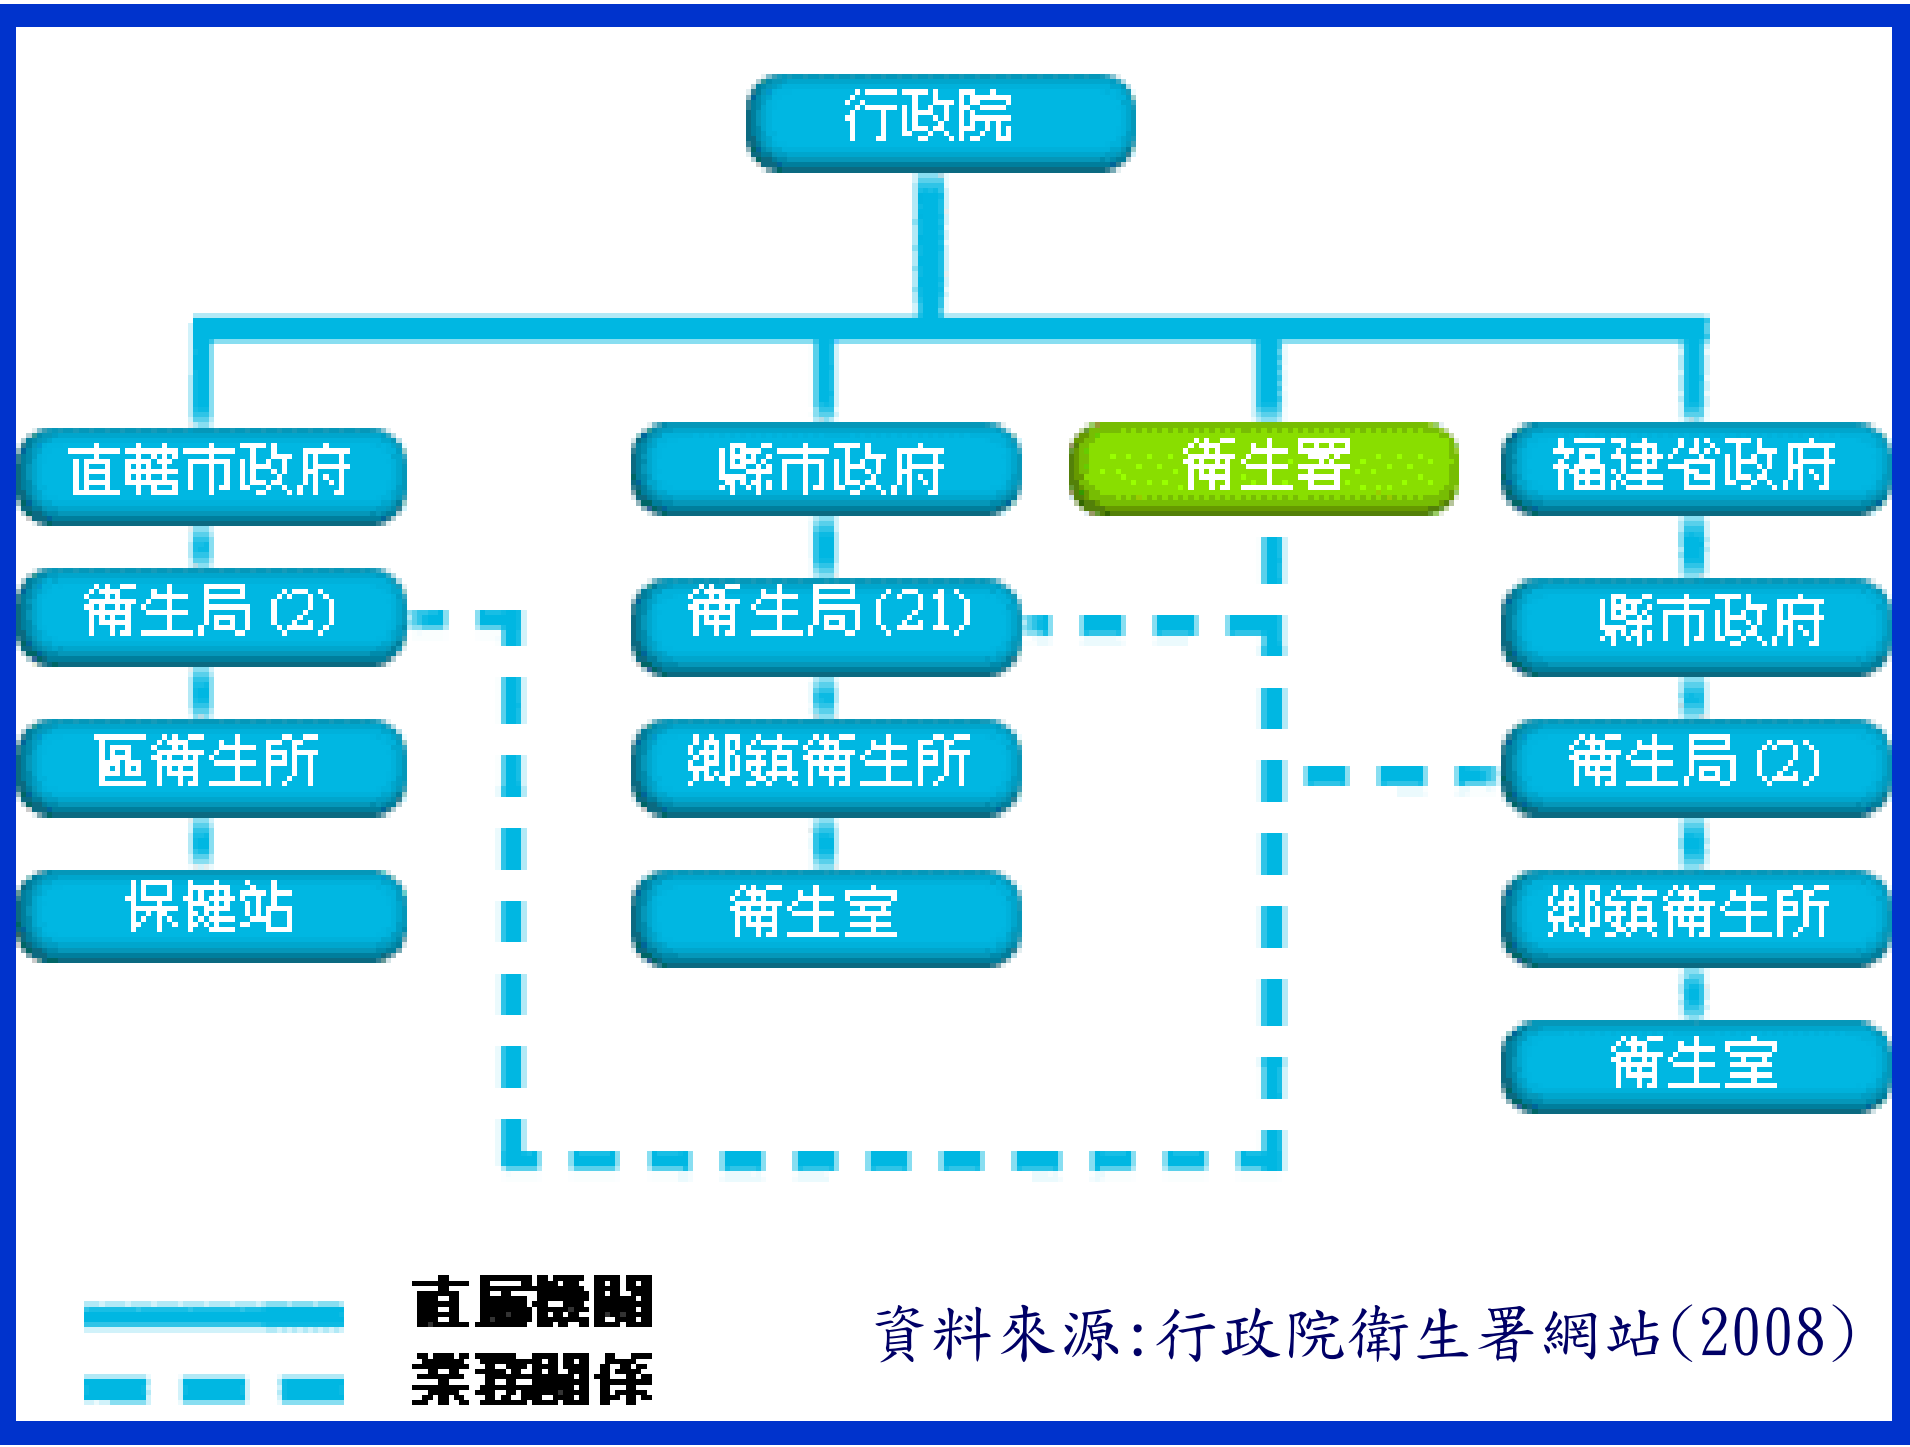 行政院
直轄市政府
縣市政府
衛生署
福建省政府
衛生局(2)
衛生局(21)
縣市政府
區衛生所
鄉鎮衛生所
衛生局(2)
保健站
衛生室
鄉鎮衛生所
衛生室
直屬機關
業務關係
資料來源:行政院衛生署網站(2008)